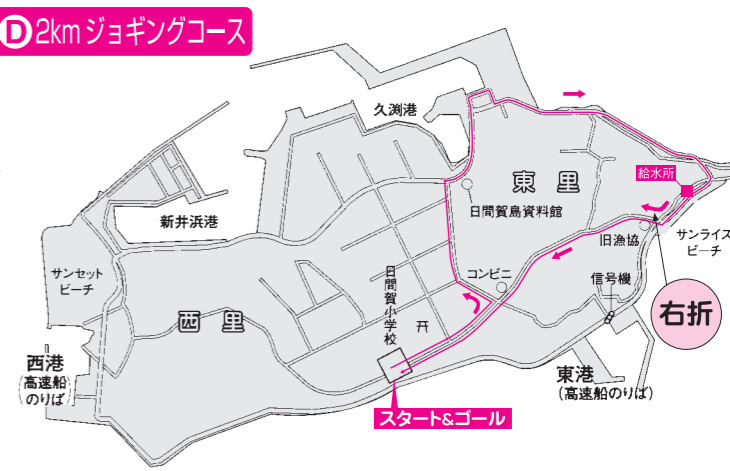 D 2km ジョギングコース
久渕港
東里
給水所
日間賀島資料館
新井浜港
旧漁協
サンライズ
ビーチ
サンセット
ビーチ
コンビニ
信号機
日間賀小学校
右折
西里
西港
(高速船
のりば)
東港
(高速船のりば)
スタート&ゴール